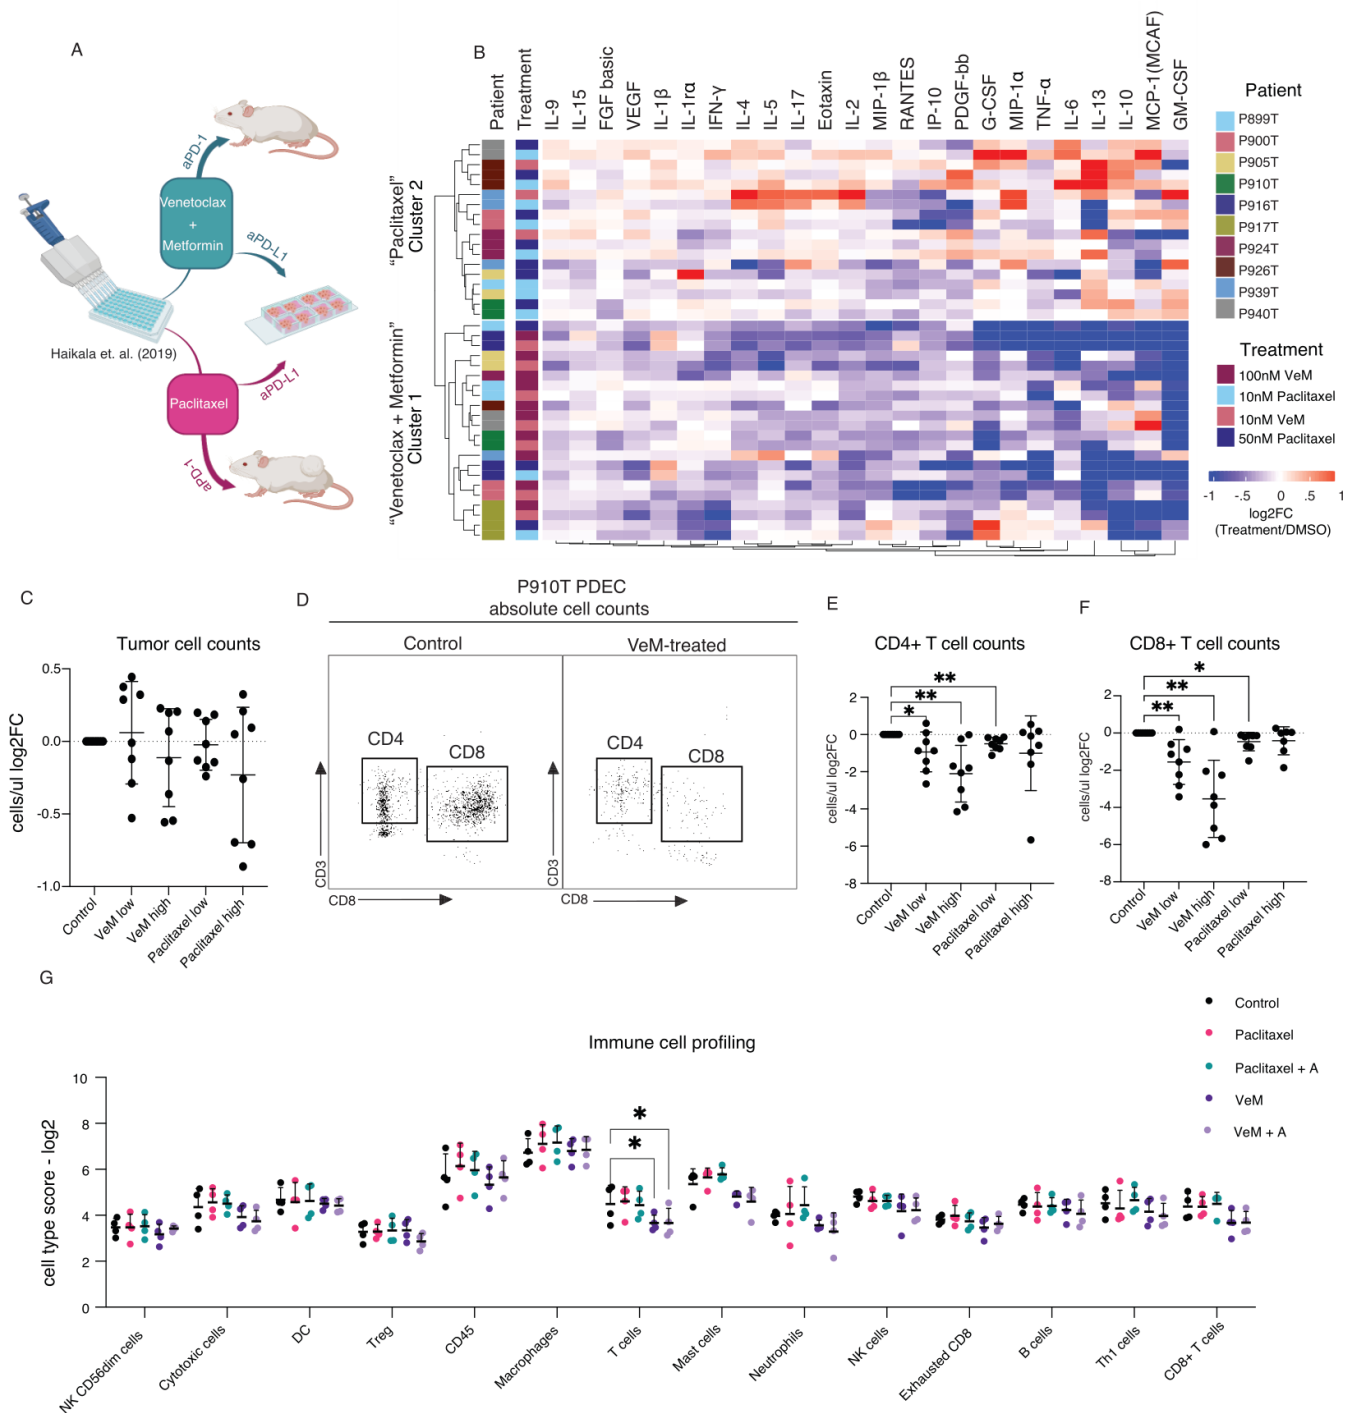 A
aPD-1
Venetoclax
+
Metformin
aPD-L1
Haikala et. al. (2019)
aPD-L1
Paclitaxel
aPD-1
B
Patient
Treatment
IL-9
IL-15
FGF basic
VEGF
IL-1β
IL-1rα
IFN-γ
IL-4
IL-5
IL-17
Eotaxin
IL-2
MIP-1β
RANTES
IP-10
PDGF-bb
G-CSF
MIP-1α
TNF-α
IL-6
IL-13
IL-10
MCP-1(MCAF)
GM-CSF
"Paclitaxel"
Cluster 2
"Venetoclax + Metformin"
Cluster 1
Patient
P899T
P900T
P905T
P910T
P916T
P917T
P924T
P926T
P939T
P940T
Treatment
100nM VeM
10nM Paclitaxel
10nM VeM
50nM Paclitaxel
-1 -.5 0 .5 1
log2FC
(Treatment/DMSO)
C
Tumor cell counts
cells/ul log2FC
0.5
0.0
-0.5
-1.0
Control
VeM low
VeM high
Paclitaxel low
Paclitaxel high
D
P910T PDEC
absolute cell counts
Control
VeM-treated
CD4
CD8
CD4
CD8
CD3
CD8
CD3
CD8
E
CD4+ T cell counts
cells/ul log2FC
2
0
-2
-4
-6
-8
**
**
*
Control
VeM low
VeM high
Paclitaxel low
Paclitaxel high
F
CD8+ T cell counts
cells/ul log2FC
2
0
-2
-4
-6
-8
*
**
**
Control
VeM low
VeM high
Paclitaxel low
Paclitaxel high
G
Immune cell profiling
Control
Paclitaxel
Paclitaxel + A
VeM
VeM + A
cell type score - log2
10
8
6
4
2
0
*
*
NK CD56dim cells
Cytotoxic cells
DC
Treg
CD45
Macrophages
T cells
Mast cells
Neutrophils
NK cells
Exhausted CD8
B cells
Th1 cells
CD8+ T cells